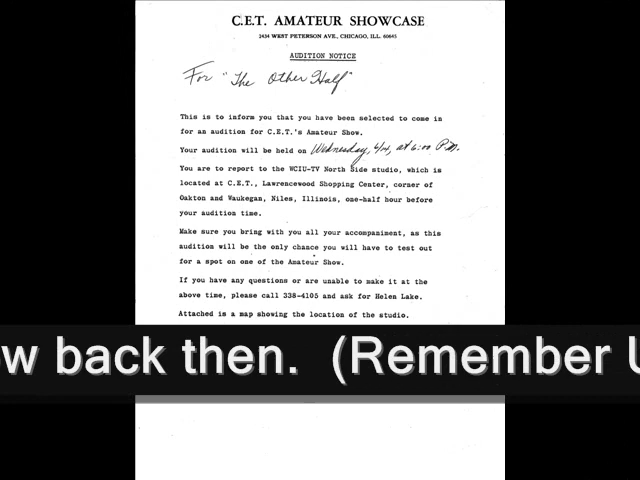 C.E.T. AMATEUR SHOWCASE
2434 WEST PETERSON AVE., CHICAGO, ILL. 60645
AUDITION NOTICE
For "The Other Half"
This is to inform you that you have been selected to come in
for an audition for C.E.T.'s Amateur Show.
Your audition will be held on Wednesday, 6/14, at 6:00 P.M.
You are to report to the WCIU-TV North Side studio, which is
located at C.E.T., Lawrencewood Shopping Center, corner of
Oakton and Waukegan, Niles, Illinois, one-half hour before
your audition time.
Make sure you bring with you all your accompaniment, as this
audition will be the only chance you will have to test out
for a spot on one of the Amateur Show.
If you have any questions or are unable to make it at the
above time, please call 338-4105 and ask for Helen Lake.
Attached is a map showing the location of the studio.
ow back then. (Remember U